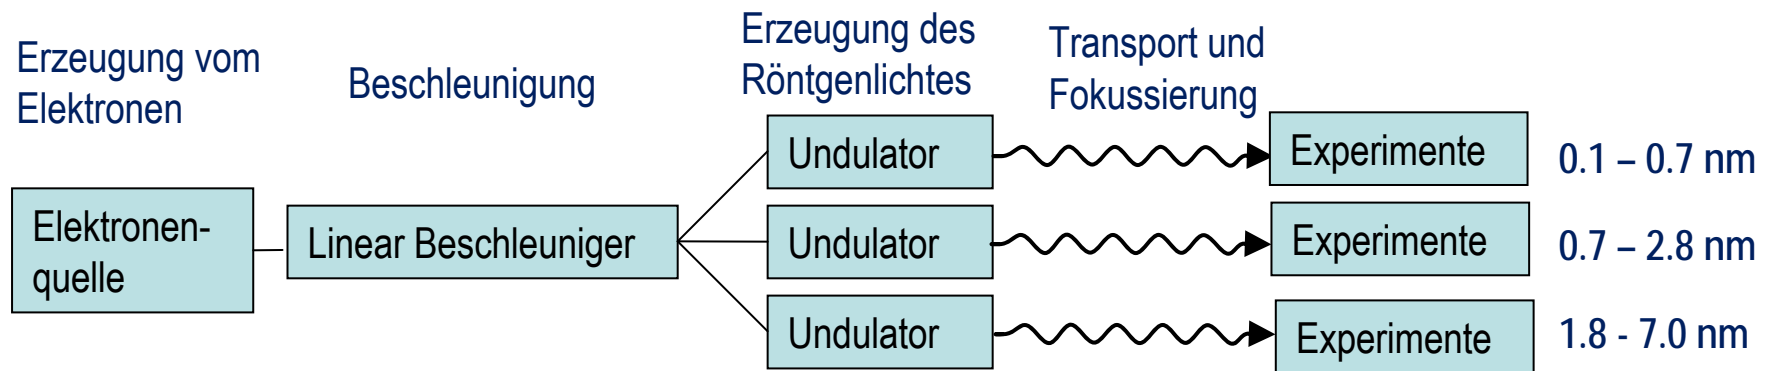 Erzeugung vom
Elektronen
Beschleunigung
Erzeugung des
Röntgenlichtes
Transport und
Fokussierung
Elektronen-
quelle
Linear Beschleuniger
Undulator
Experimente
0.1 – 0.7 nm
Undulator
Experimente
0.7 – 2.8 nm
Undulator
Experimente
1.8 - 7.0 nm